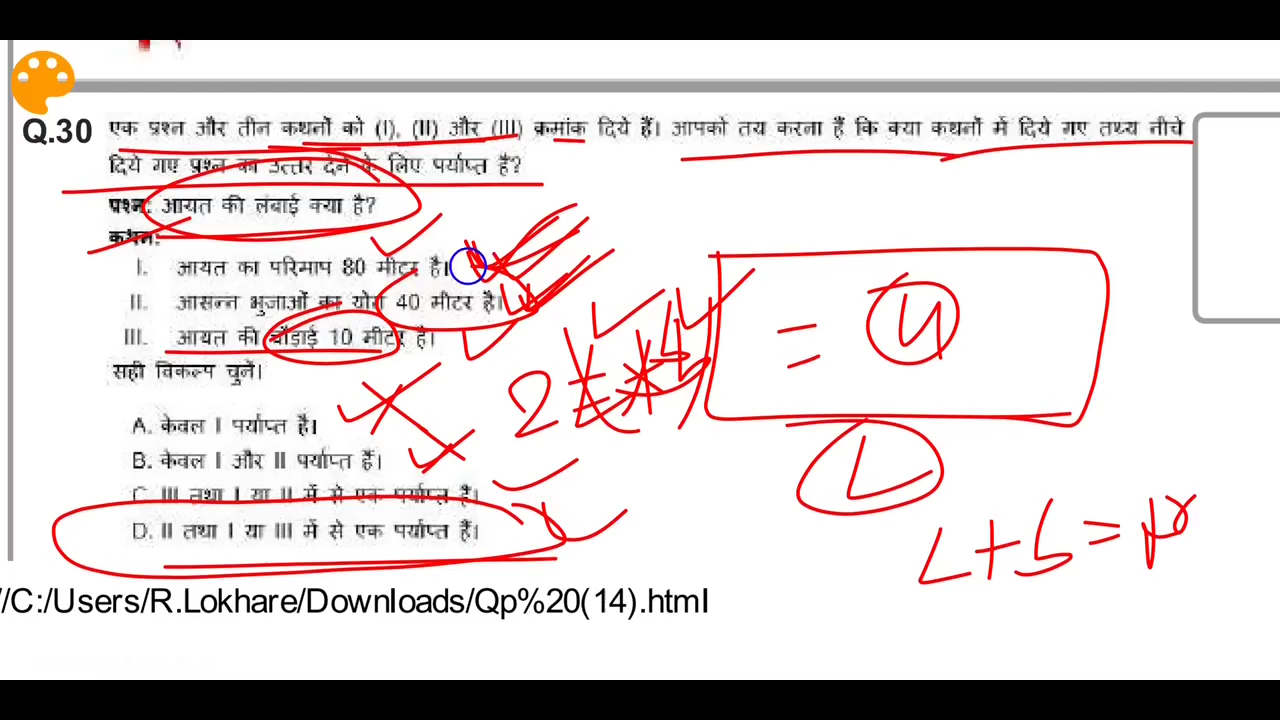 Q.30 एक प्रश्न और तीन कथनों को (I), (II) और (III) क्रमांक दिये हैं। आपको तय करना हैं कि क्या कथनों में दिये गए तथ्य नीचे
दिये गए प्रश्न का उत्तर देने के लिए पर्याप्त हैं?
प्रश्न: आयत की लंबाई क्या है?
कथन:
I. आयत का परिमाप 80 मीटर है।
II. आसन्न भुजाओं का योग 40 मीटर है।
III. आयत की चौड़ाई 10 मीटर है।
सही विकल्प चुनें।
A. केवल I पर्याप्त है।
B. केवल I और II पर्याप्त हैं।
C. III तथा I या II में से एक पर्याप्त हैं।
D. II तथा I या III में से एक पर्याप्त हैं।
= 4
2
L
L + b =
//C:/Users/R.Lokhare/Downloads/Qp%20(14).html